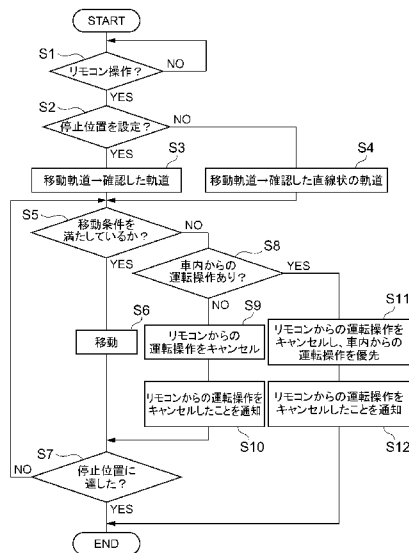 START
S1
リモコン操作？
NO
YES
S2
停止位置を設定？
NO
YES
S3
移動軌道→確認した軌道
S4
移動軌道→確認した直線状の軌道
S5
移動条件を
満たしているか？
NO
YES
S8
車内からの
運転操作あり？
YES
NO
S6
移動
S9
リモコンからの
運転操作をキャンセル
S11
リモコンからの運転操作を
キャンセルし、車内からの
運転操作を優先
リモコンからの運転操作を
キャンセルしたことを通知
S10
リモコンからの運転操作を
キャンセルしたことを通知
S12
S7
停止位置に
達した？
NO
YES
END